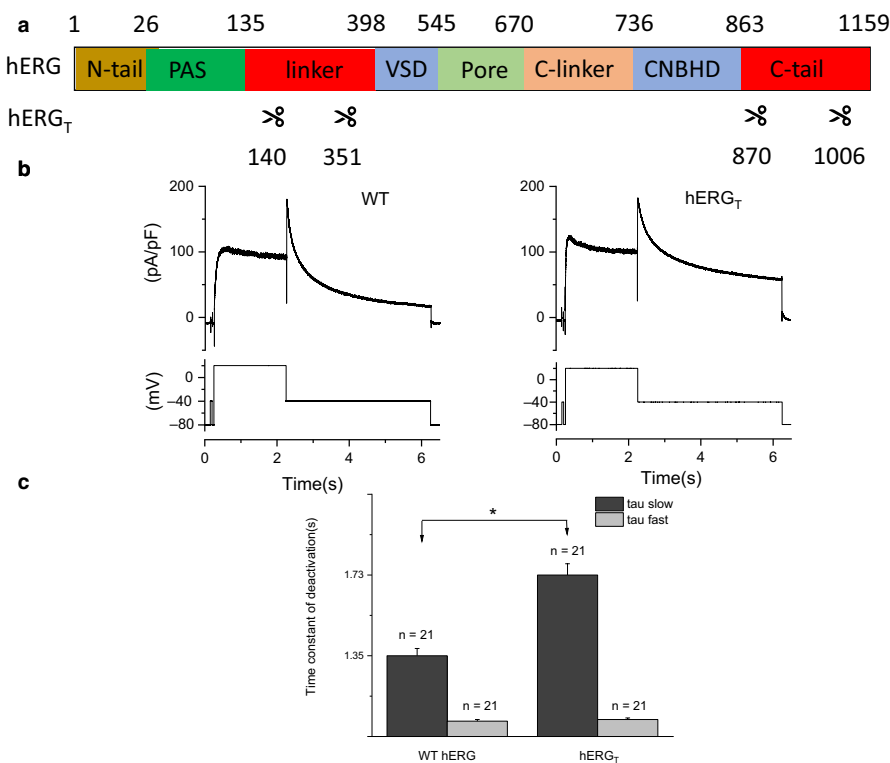 a
1 26 135 398 545 670 736 863 1159
hERG N-tail PAS linker VSD Pore C-linker CNBHD C-tail
hERG_T
140 351 870 1006
b
200
100
0
(pA/pF)
WT
0
−40
−80
(mV)
0 2 4 6
Time(s)
200
100
0
hERG_T
0
−40
−80
0 2 4 6
Time(s)
c
tau slow
tau fast
*
n = 21
1.73
n = 21
1.35
n = 21
n = 21
Time constant of deactivation(s)
WT hERG hERG_T